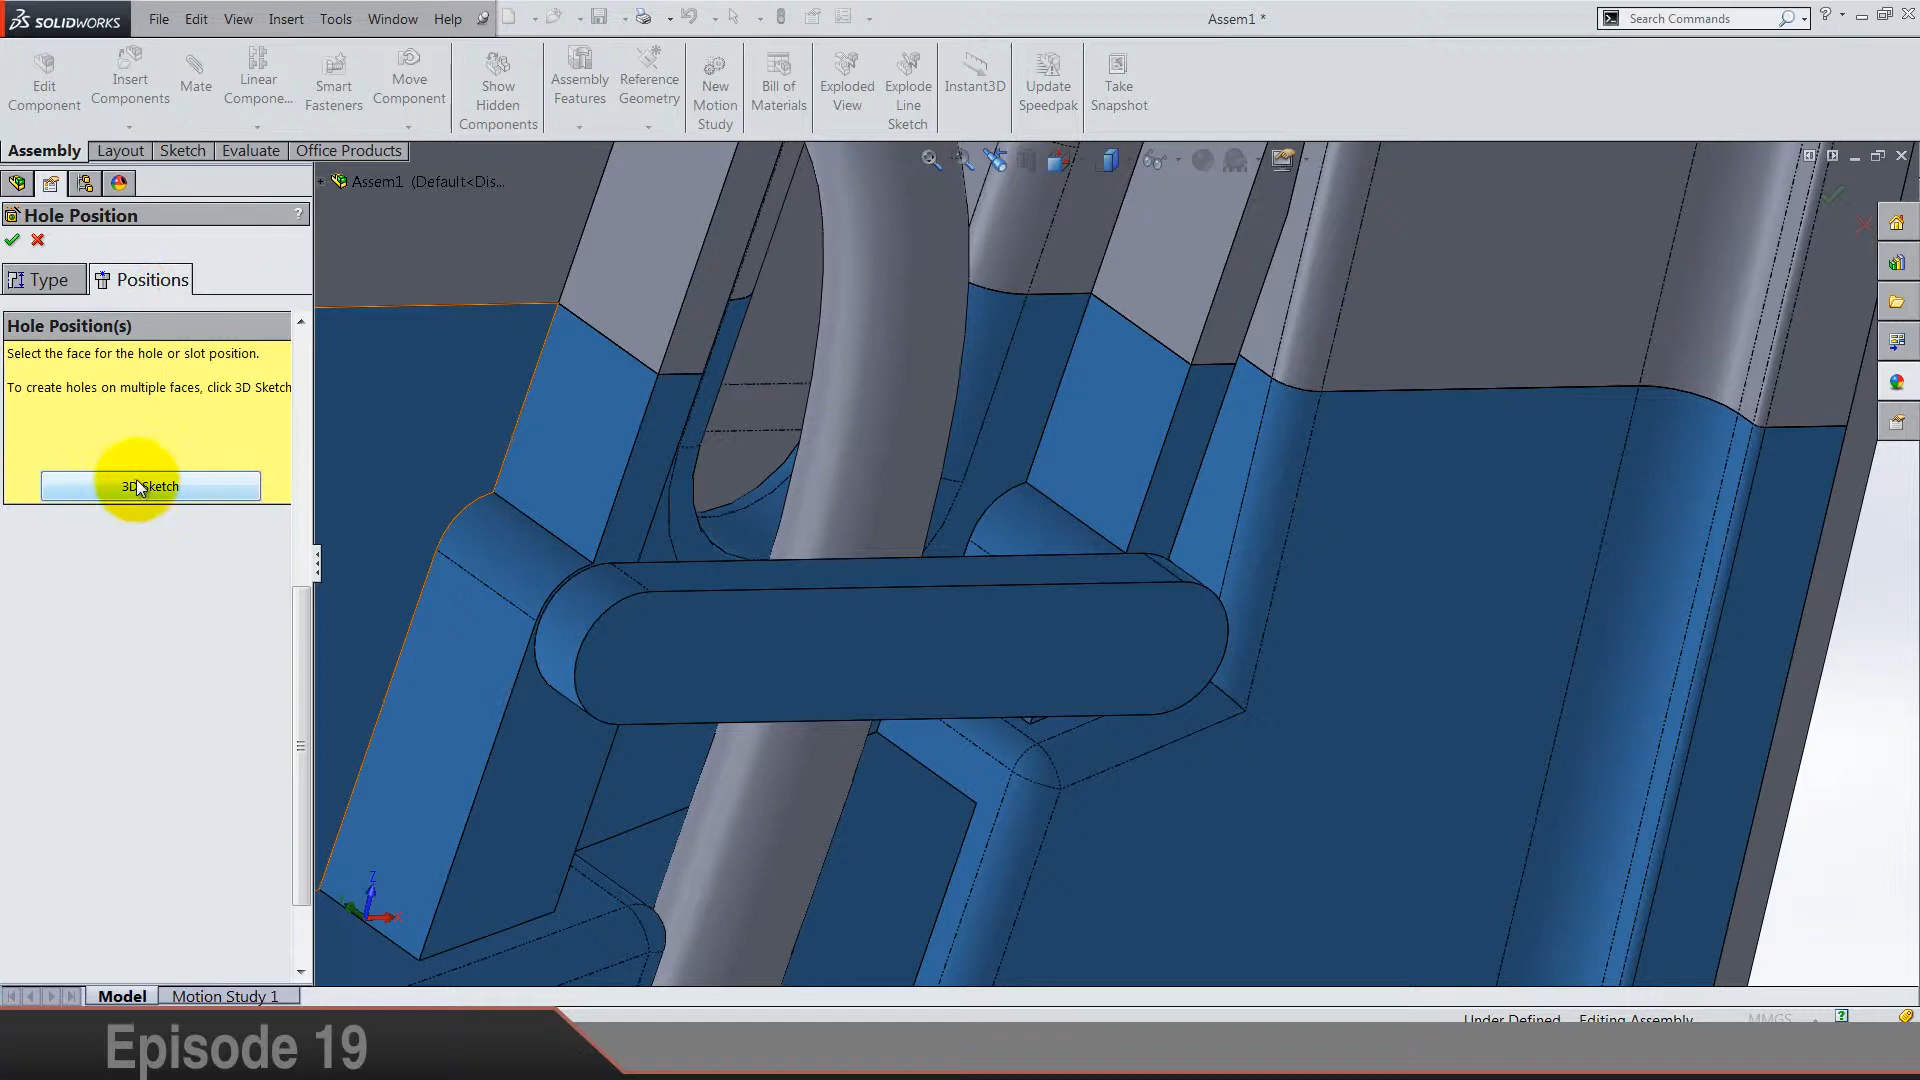 SOLIDWORKS
File Edit View Insert Tools Window Help
Assem1 *
Search Commands
Edit Component
Insert Components
Mate
Linear Compone...
Smart Fasteners
Move Component
Show Hidden Components
Assembly Features
Reference Geometry
New Motion Study
Bill of Materials
Exploded View
Explode Line Sketch
Instant3D
Update Speedpak
Take Snapshot
Assembly Layout Sketch Evaluate Office Products
Assem1 (Default<Dis...
Hole Position ?
Type Positions
Hole Position(s)
Select the face for the hole or slot position.
To create holes on multiple faces, click 3D Sketch
3D Sketch
Z
X
Model Motion Study 1
Under Defined Editing Assembly MMGS
Episode 19